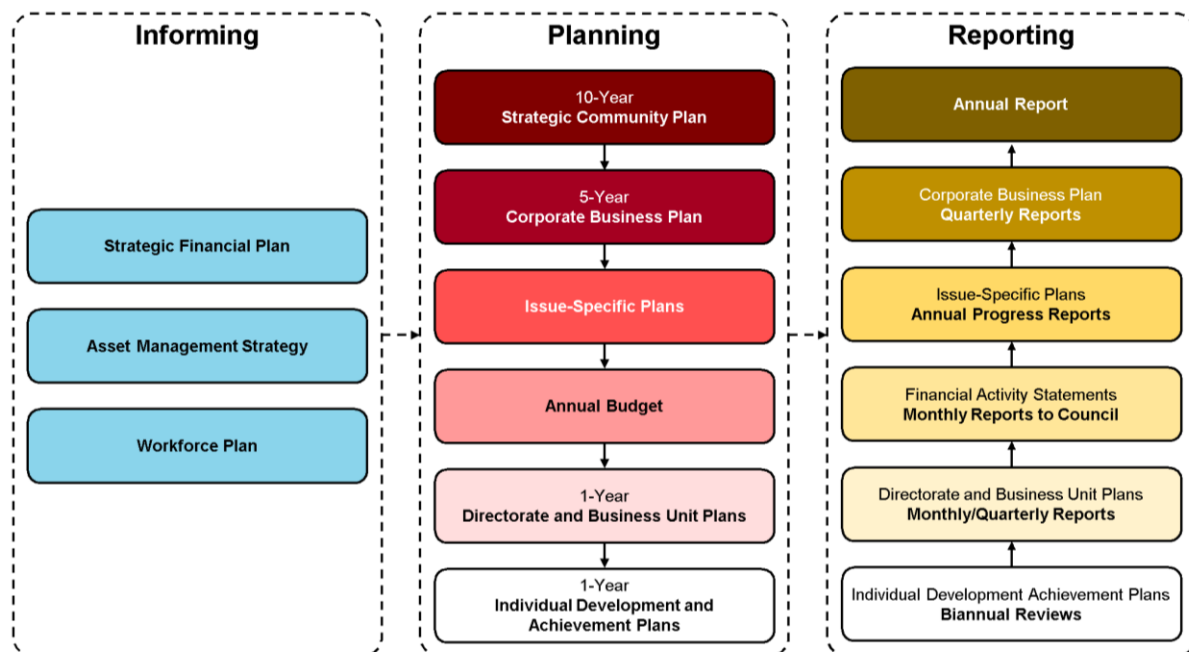 Informing
Strategic Financial Plan
Asset Management Strategy
Workforce Plan
Planning
10-Year
Strategic Community Plan
5-Year
Corporate Business Plan
Issue-Specific Plans
Annual Budget
1-Year
Directorate and Business Unit Plans
1-Year
Individual Development and
Achievement Plans
Reporting
Annual Report
Corporate Business Plan
Quarterly Reports
Issue-Specific Plans
Annual Progress Reports
Financial Activity Statements
Monthly Reports to Council
Directorate and Business Unit Plans
Monthly/Quarterly Reports
Individual Development Achievement Plans
Biannual Reviews